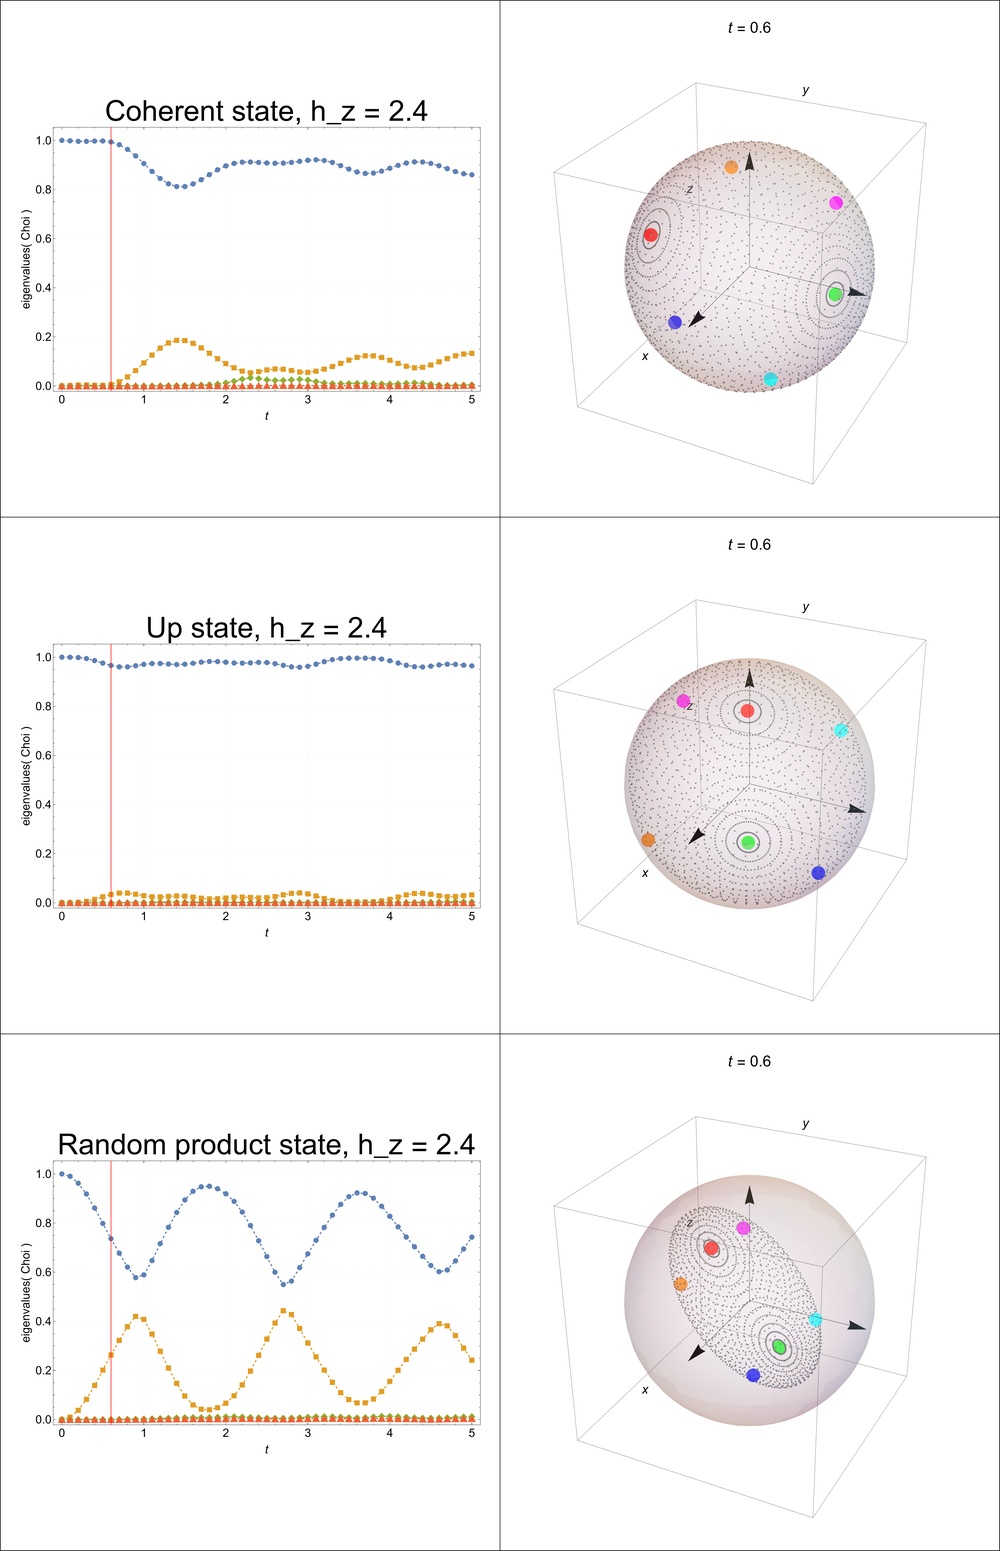 Coherent state, h_z = 2.4
eigenvalues( Choi )
1.0
0.8
0.6
0.4
0.2
0.0
0 1 2 3 4 5
t
t = 0.6
y
z
x
Up state, h_z = 2.4
eigenvalues( Choi )
1.0
0.8
0.6
0.4
0.2
0.0
0 1 2 3 4 5
t
t = 0.6
y
z
x
Random product state, h_z = 2.4
eigenvalues( Choi )
1.0
0.8
0.6
0.4
0.2
0.0
0 1 2 3 4 5
t
t = 0.6
y
z
x